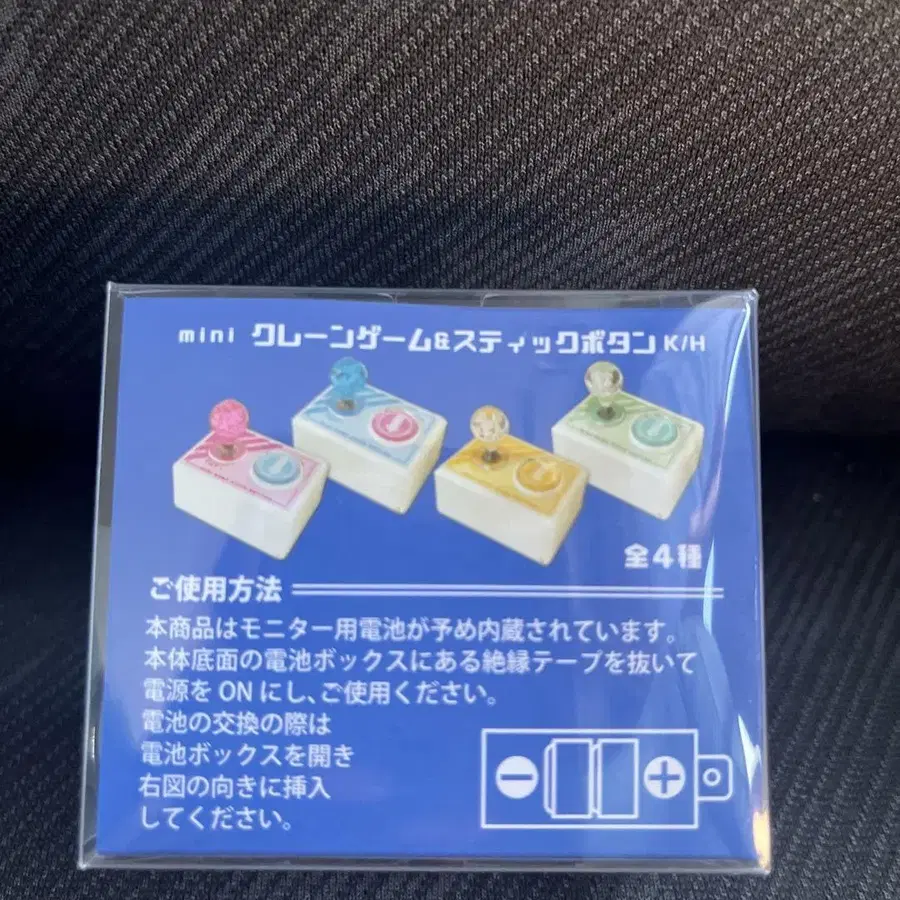 mini クレーンゲーム&スティックボタン K/H
全4種
ご使用方法
本商品はモニター用電池が予め内蔵されています。
本体底面の電池ボックスにある絶縁テープを抜いて
電源を ON にし、ご使用ください。
電池の交換の際は
電池ボックスを開き
右図の向きに挿入
してください。
− +